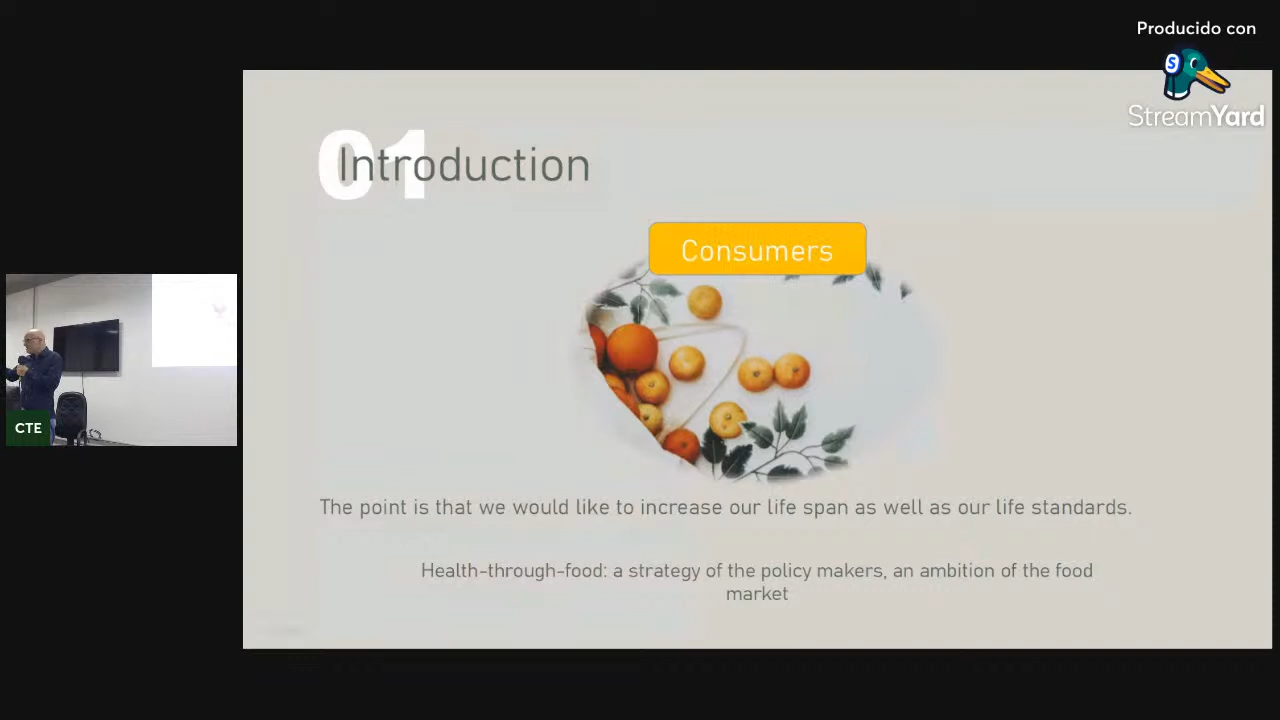 Producido con
StreamYard
01
Introduction
Consumers
CTE
The point is that we would like to increase our life span as well as our life standards.
Health-through-food: a strategy of the policy makers, an ambition of the food
market